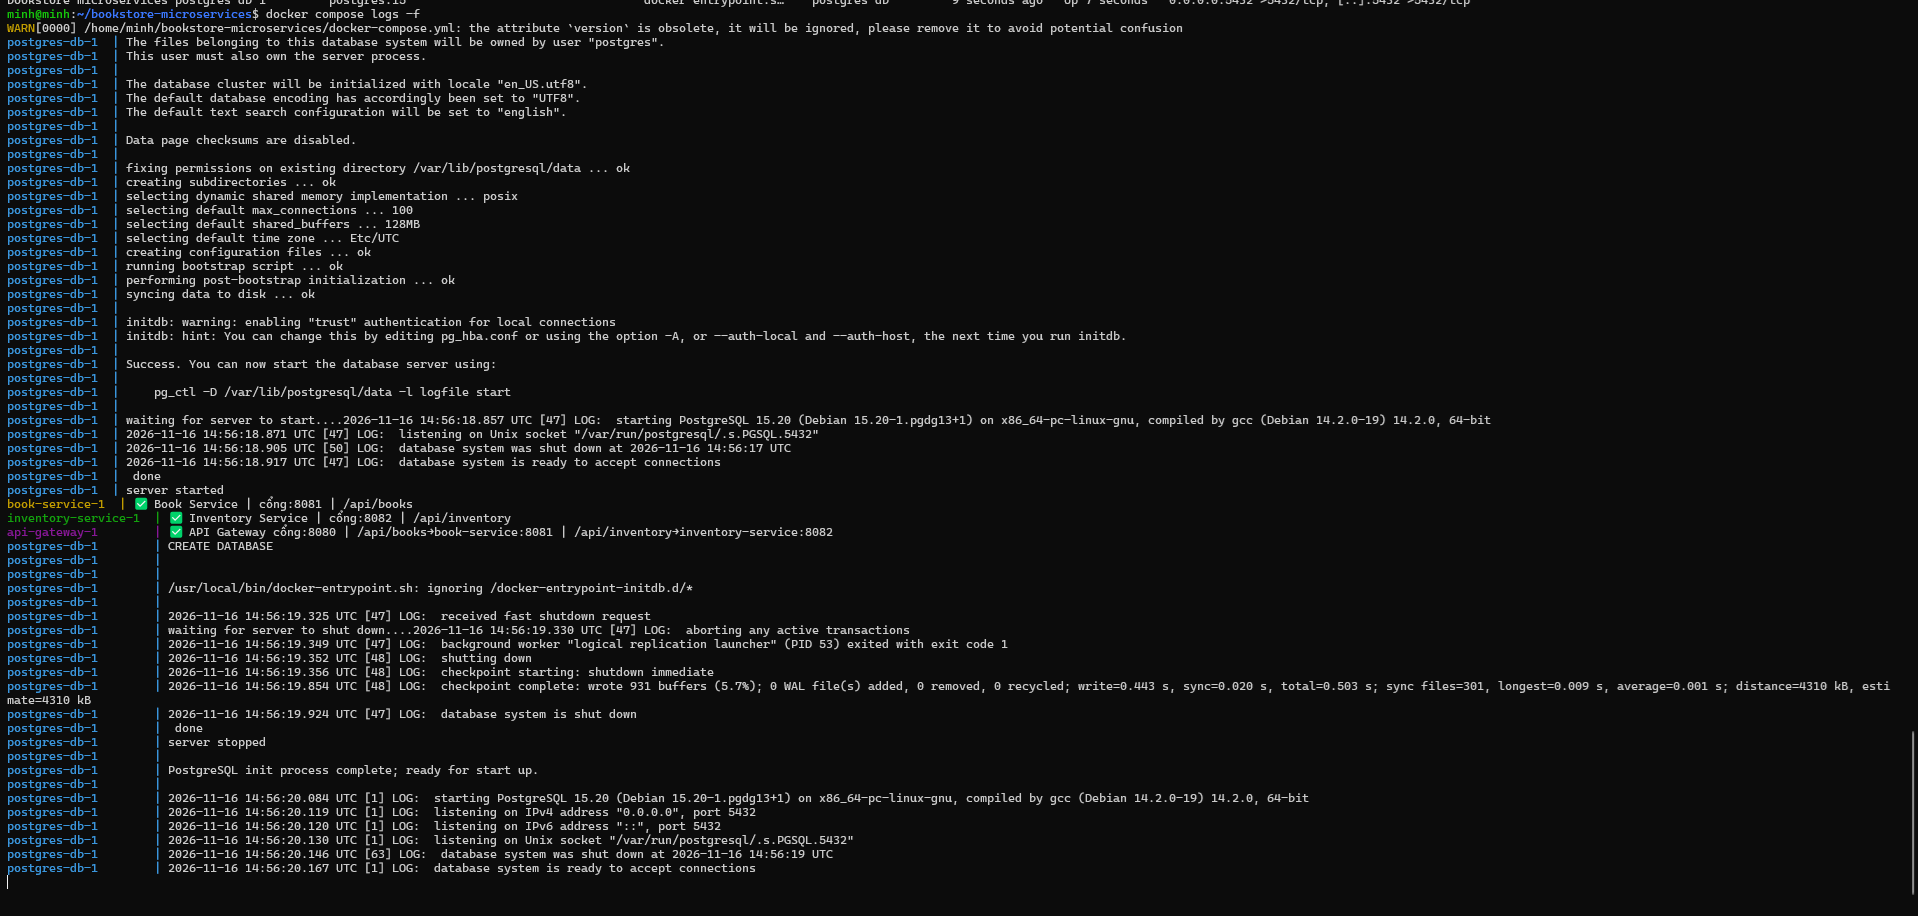 minh@minh:~/bookstore-microservices$ docker compose logs -f
WARN[0000] /home/minh/bookstore-microservices/docker-compose.yml: the attribute `version` is obsolete, it will be ignored, please remove it to avoid potential confusion
postgres-db-1  | The files belonging to this database system will be owned by user "postgres".
postgres-db-1  | This user must also own the server process.
postgres-db-1  |
postgres-db-1  | The database cluster will be initialized with locale "en_US.utf8".
postgres-db-1  | The default database encoding has accordingly been set to "UTF8".
postgres-db-1  | The default text search configuration will be set to "english".
postgres-db-1  |
postgres-db-1  | Data page checksums are disabled.
postgres-db-1  |
postgres-db-1  | fixing permissions on existing directory /var/lib/postgresql/data ... ok
postgres-db-1  | creating subdirectories ... ok
postgres-db-1  | selecting dynamic shared memory implementation ... posix
postgres-db-1  | selecting default max_connections ... 100
postgres-db-1  | selecting default shared_buffers ... 128MB
postgres-db-1  | selecting default time zone ... Etc/UTC
postgres-db-1  | creating configuration files ... ok
postgres-db-1  | running bootstrap script ... ok
postgres-db-1  | performing post-bootstrap initialization ... ok
postgres-db-1  | syncing data to disk ... ok
postgres-db-1  |
postgres-db-1  | initdb: warning: enabling "trust" authentication for local connections
postgres-db-1  | initdb: hint: You can change this by editing pg_hba.conf or using the option -A, or --auth-local and --auth-host, the next time you run initdb.
postgres-db-1  |
postgres-db-1  | Success. You can now start the database server using:
postgres-db-1  |
postgres-db-1  |     pg_ctl -D /var/lib/postgresql/data -l logfile start
postgres-db-1  |
postgres-db-1  | waiting for server to start....2026-11-16 14:56:18.857 UTC [47] LOG:  starting PostgreSQL 15.20 (Debian 15.20-1.pgdg13+1) on x86_64-pc-linux-gnu, compiled by gcc (Debian 14.2.0-19) 14.2.0, 64-bit
postgres-db-1  | 2026-11-16 14:56:18.871 UTC [47] LOG:  listening on Unix socket "/var/run/postgresql/.s.PGSQL.5432"
postgres-db-1  | 2026-11-16 14:56:18.905 UTC [50] LOG:  database system was shut down at 2026-11-16 14:56:17 UTC
postgres-db-1  | 2026-11-16 14:56:18.917 UTC [47] LOG:  database system is ready to accept connections
postgres-db-1  |  done
postgres-db-1  | server started
book-service-1  | ✅ Book Service | cổng:8081 | /api/books
inventory-service-1  | ✅ Inventory Service | cổng:8082 | /api/inventory
api-gateway-1        | ✅ API Gateway cổng:8080 | /api/books→book-service:8081 | /api/inventory→inventory-service:8082
postgres-db-1        | CREATE DATABASE
postgres-db-1        |
postgres-db-1        |
postgres-db-1        | /usr/local/bin/docker-entrypoint.sh: ignoring /docker-entrypoint-initdb.d/*
postgres-db-1        |
postgres-db-1        | 2026-11-16 14:56:19.325 UTC [47] LOG:  received fast shutdown request
postgres-db-1        | waiting for server to shut down....2026-11-16 14:56:19.330 UTC [47] LOG:  aborting any active transactions
postgres-db-1        | 2026-11-16 14:56:19.349 UTC [47] LOG:  background worker "logical replication launcher" (PID 53) exited with exit code 1
postgres-db-1        | 2026-11-16 14:56:19.352 UTC [48] LOG:  shutting down
postgres-db-1        | 2026-11-16 14:56:19.356 UTC [48] LOG:  checkpoint starting: shutdown immediate
postgres-db-1        | 2026-11-16 14:56:19.854 UTC [48] LOG:  checkpoint complete: wrote 931 buffers (5.7%); 0 WAL file(s) added, 0 removed, 0 recycled; write=0.443 s, sync=0.020 s, total=0.503 s; sync files=301, longest=0.009 s, average=0.001 s; distance=4310 kB, esti
mate=4310 kB
postgres-db-1        | 2026-11-16 14:56:19.924 UTC [47] LOG:  database system is shut down
postgres-db-1        |  done
postgres-db-1        | server stopped
postgres-db-1        |
postgres-db-1        | PostgreSQL init process complete; ready for start up.
postgres-db-1        |
postgres-db-1        | 2026-11-16 14:56:20.084 UTC [1] LOG:  starting PostgreSQL 15.20 (Debian 15.20-1.pgdg13+1) on x86_64-pc-linux-gnu, compiled by gcc (Debian 14.2.0-19) 14.2.0, 64-bit
postgres-db-1        | 2026-11-16 14:56:20.119 UTC [1] LOG:  listening on IPv4 address "0.0.0.0", port 5432
postgres-db-1        | 2026-11-16 14:56:20.120 UTC [1] LOG:  listening on IPv6 address "::", port 5432
postgres-db-1        | 2026-11-16 14:56:20.130 UTC [1] LOG:  listening on Unix socket "/var/run/postgresql/.s.PGSQL.5432"
postgres-db-1        | 2026-11-16 14:56:20.146 UTC [63] LOG:  database system was shut down at 2026-11-16 14:56:19 UTC
postgres-db-1        | 2026-11-16 14:56:20.167 UTC [1] LOG:  database system is ready to accept connections